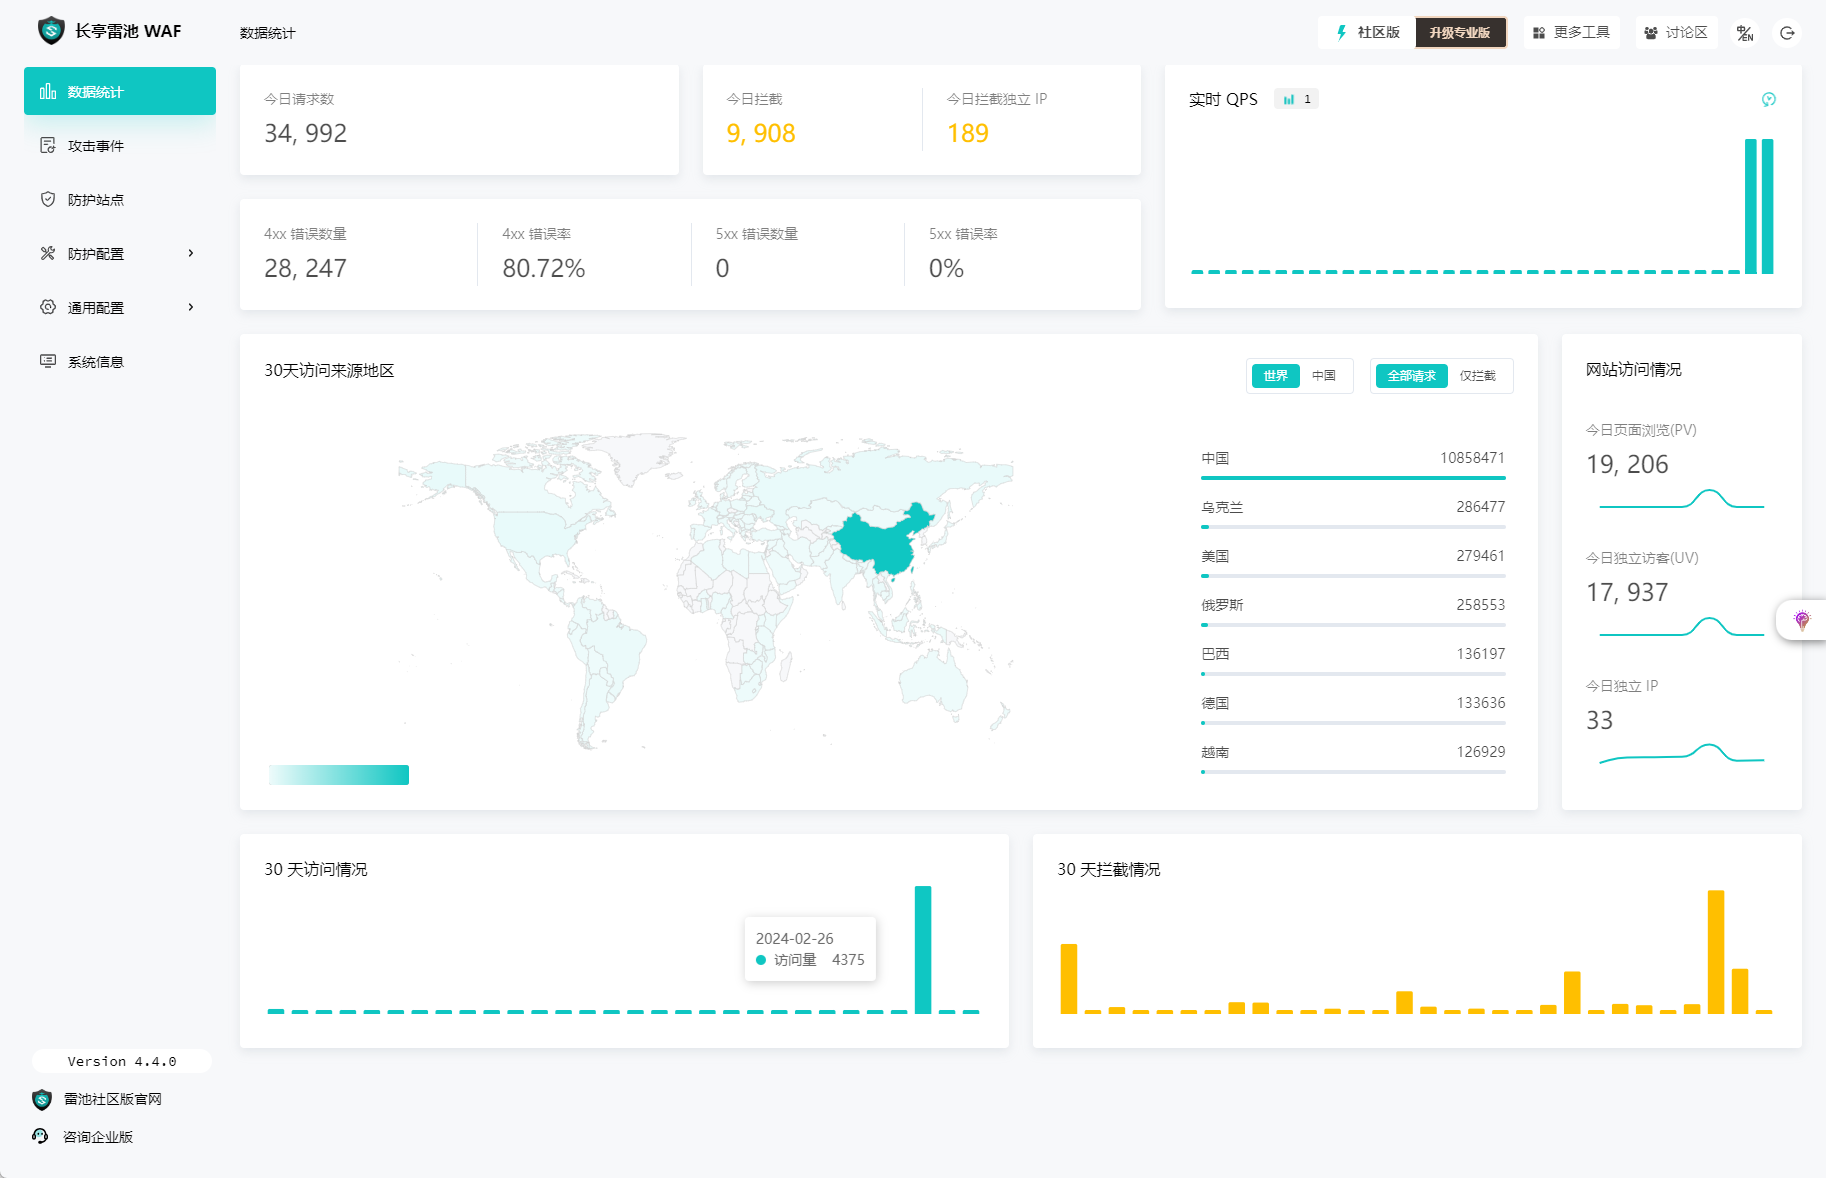 长亭雷池 WAF
数据统计
社区版
升级专业版
更多工具
讨论区
中/EN
数据统计
攻击事件
防护站点
防护配置
通用配置
系统信息
今日请求数
34, 992
今日拦截
9, 908
今日拦截独立 IP
189
实时 QPS
1
4xx 错误数量
28, 247
4xx 错误率
80.72%
5xx 错误数量
0
5xx 错误率
0%
30天访问来源地区
世界
中国
全部请求
仅拦截
中国 10858471
乌克兰 286477
美国 279461
俄罗斯 258553
巴西 136197
德国 133636
越南 126929
网站访问情况
今日页面浏览(PV)
19, 206
今日独立访客(UV)
17, 937
今日独立 IP
33
30 天访问情况
2024-02-26
访问量 4375
30 天拦截情况
Version 4.4.0
雷池社区版官网
咨询企业版